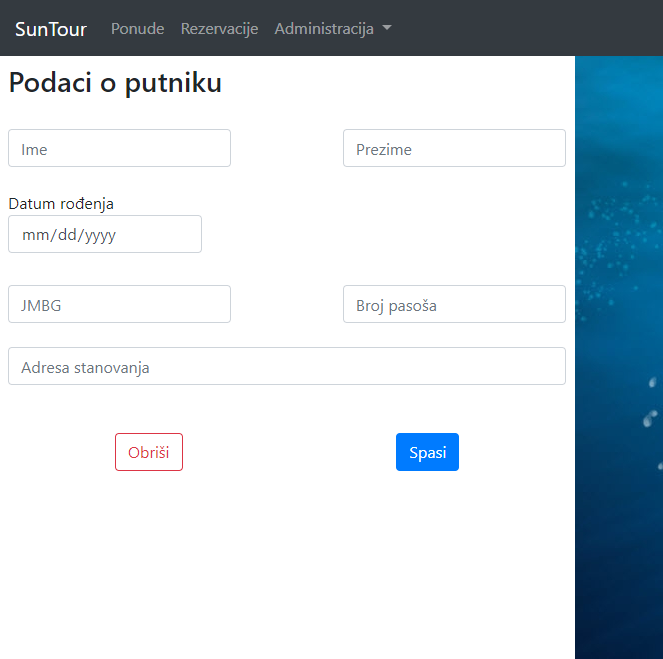 SunTour Ponude Rezervacije Administracija
Podaci o putniku
Ime Prezime
Datum rođenja
mm/dd/yyyy
JMBG Broj pasoša
Adresa stanovanja
Obriši Spasi